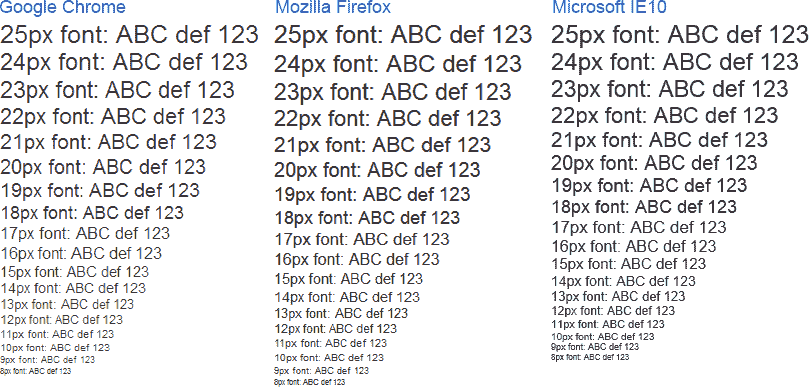 Google Chrome
25px font: ABC def 123
24px font: ABC def 123
23px font: ABC def 123
22px font: ABC def 123
21px font: ABC def 123
20px font: ABC def 123
19px font: ABC def 123
18px font: ABC def 123
17px font: ABC def 123
16px font: ABC def 123
15px font: ABC def 123
14px font: ABC def 123
13px font: ABC def 123
12px font: ABC def 123
11px font: ABC def 123
10px font: ABC def 123
9px font: ABC def 123
8px font: ABC def 123
Mozilla Firefox
25px font: ABC def 123
24px font: ABC def 123
23px font: ABC def 123
22px font: ABC def 123
21px font: ABC def 123
20px font: ABC def 123
19px font: ABC def 123
18px font: ABC def 123
17px font: ABC def 123
16px font: ABC def 123
15px font: ABC def 123
14px font: ABC def 123
13px font: ABC def 123
12px font: ABC def 123
11px font: ABC def 123
10px font: ABC def 123
9px font: ABC def 123
8px font: ABC def 123
Microsoft IE10
25px font: ABC def 123
24px font: ABC def 123
23px font: ABC def 123
22px font: ABC def 123
21px font: ABC def 123
20px font: ABC def 123
19px font: ABC def 123
18px font: ABC def 123
17px font: ABC def 123
16px font: ABC def 123
15px font: ABC def 123
14px font: ABC def 123
13px font: ABC def 123
12px font: ABC def 123
11px font: ABC def 123
10px font: ABC def 123
9px font: ABC def 123
8px font: ABC def 123